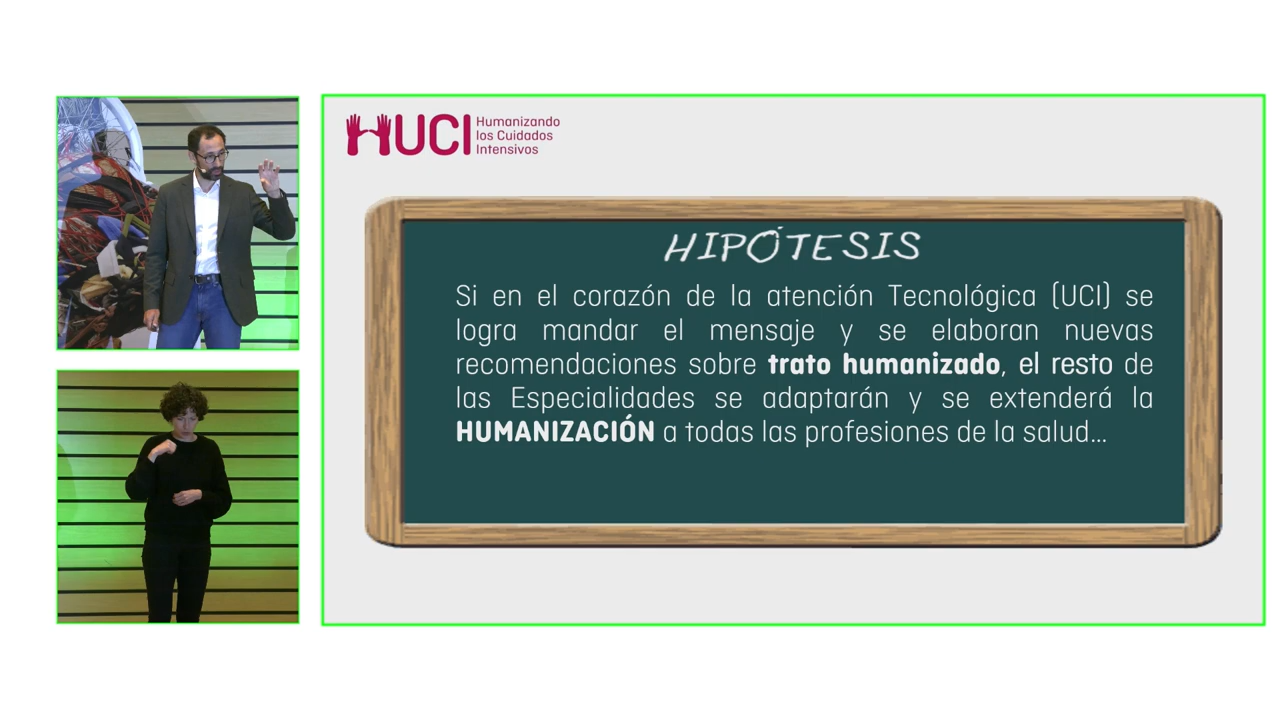 HUCI
Humanizando
los Cuidados
Intensivos
HIPÓTESIS
Si en el corazón de la atención Tecnológica (UCI) se
logra mandar el mensaje y se elaboran nuevas
recomendaciones sobre trato humanizado, el resto de
las Especialidades se adaptarán y se extenderá la
HUMANIZACIÓN a todas las profesiones de la salud...